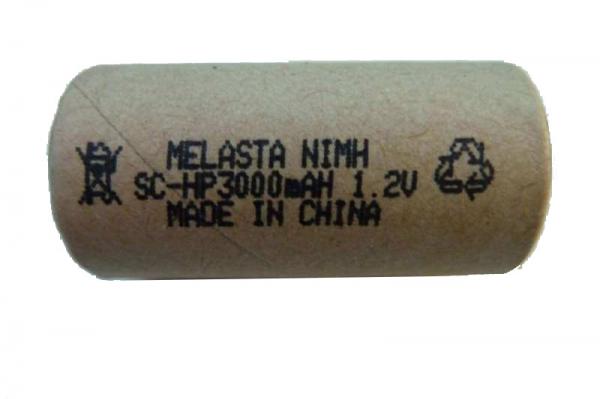 MELASTA NIMH
SC-HP3000mAH 1.2V
MADE IN CHINA